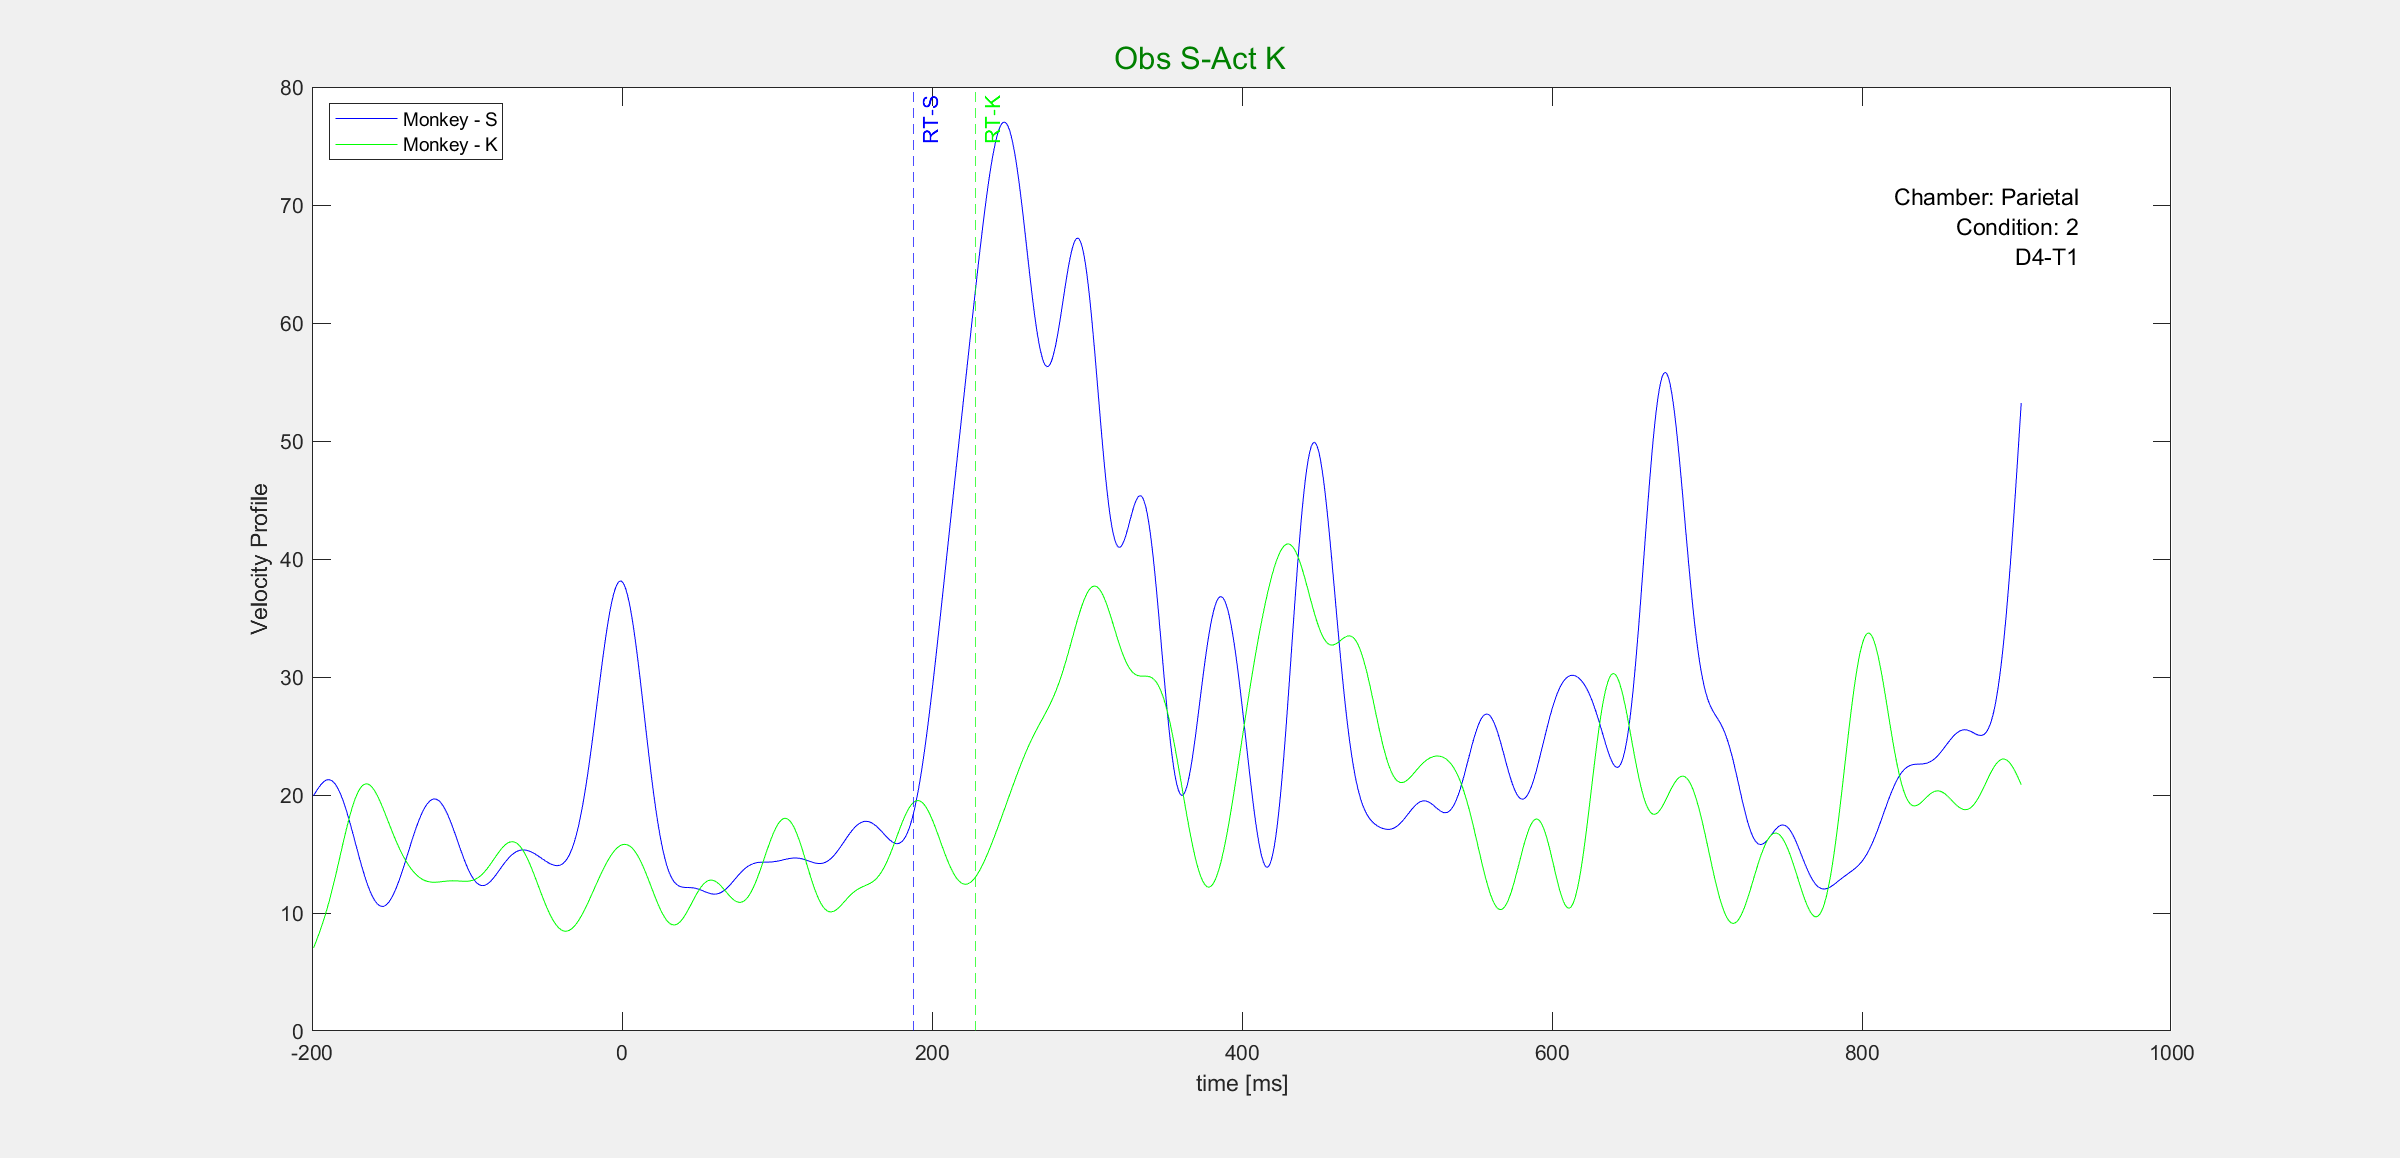 Obs S-Act K
Monkey - S
Monkey - K
RT-S
RT-K
Chamber: Parietal
Condition: 2
D4-T1
Velocity Profile
80
70
60
50
40
30
20
10
0
-200
0
200
400
600
800
1000
time [ms]